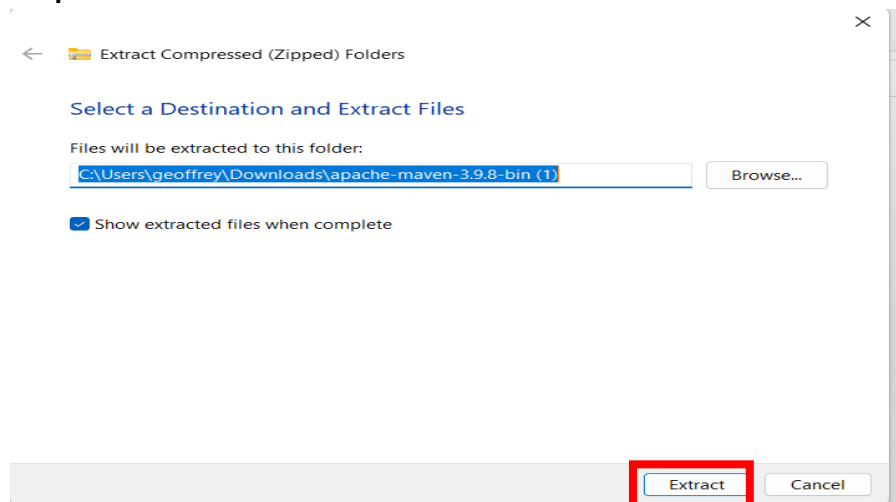 Extract Compressed (Zipped) Folders
Select a Destination and Extract Files
Files will be extracted to this folder:
C:\Users\geoffrey\Downloads\apache-maven-3.9.8-bin (1)
Browse...
Show extracted files when complete
Extract
Cancel